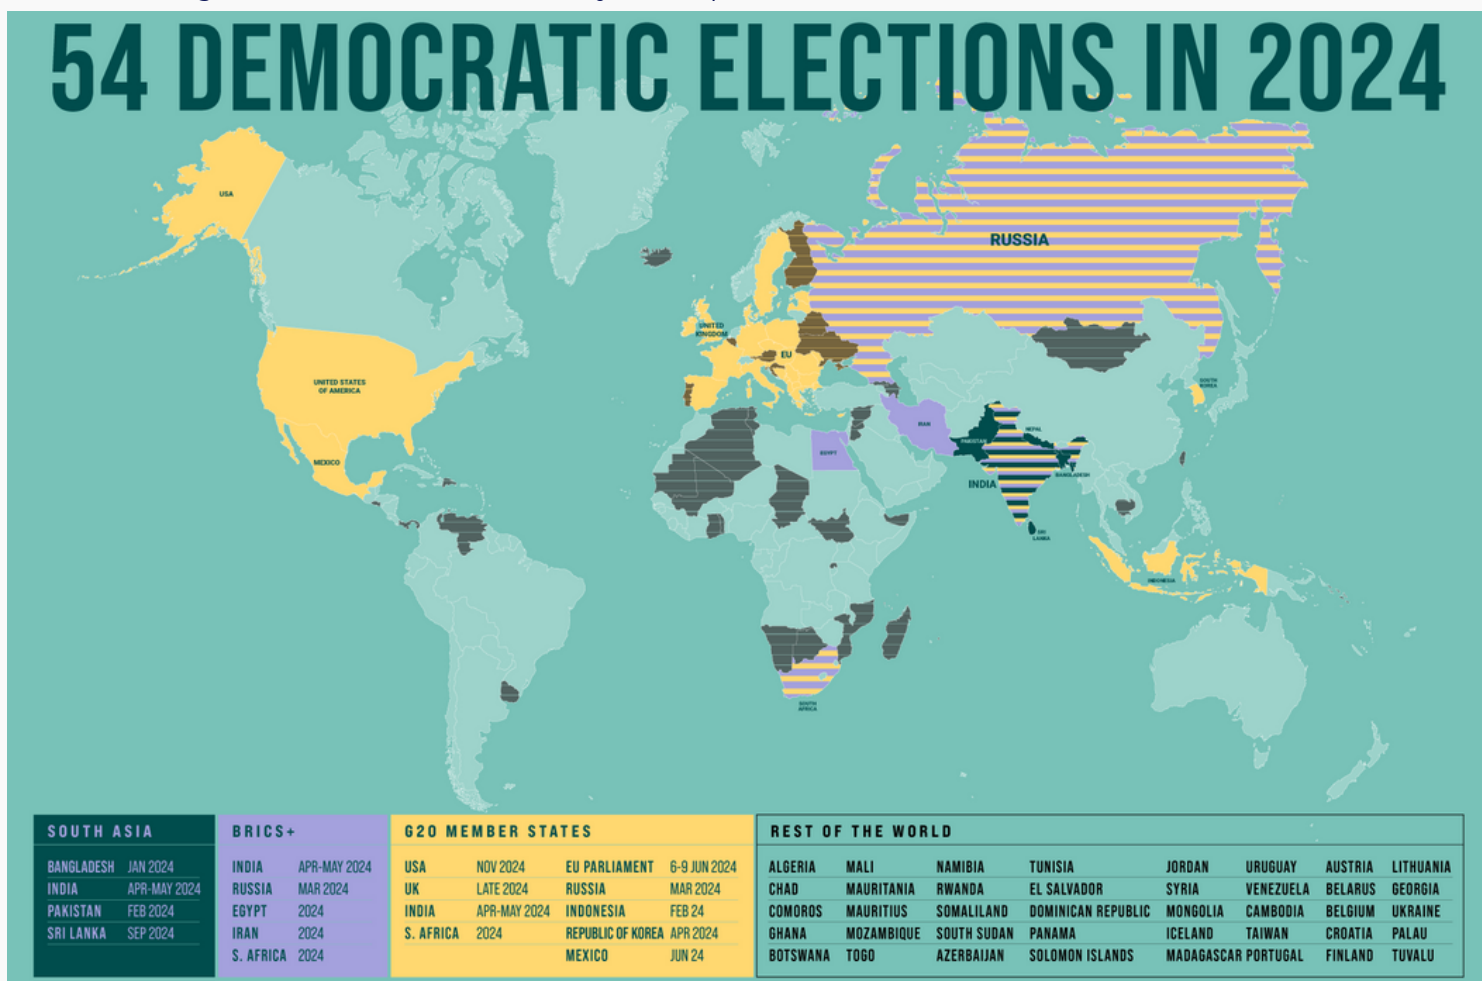 54 DEMOCRATIC ELECTIONS IN 2024
USA
RUSSIA
UNITED
KINGDOM
EU
UNITED STATES
OF AMERICA
SOUTH
KOREA
MEXICO
IRAN
EGYPT
PAKISTAN
NEPAL
BANGLADESH
INDIA
SRI
LANKA
INDONESIA
SOUTH
AFRICA
SOUTH ASIA
BANGLADESH JAN 2024
INDIA APR-MAY 2024
PAKISTAN FEB 2024
SRI LANKA SEP 2024
BRICS+
INDIA APR-MAY 2024
RUSSIA MAR 2024
EGYPT 2024
IRAN 2024
S. AFRICA 2024
G20 MEMBER STATES
USA NOV 2024 EU PARLIAMENT 6-9 JUN 2024
UK LATE 2024 RUSSIA MAR 2024
INDIA APR-MAY 2024 INDONESIA FEB 24
S. AFRICA 2024 REPUBLIC OF KOREA APR 2024
MEXICO JUN 24
REST OF THE WORLD
ALGERIA MALI NAMIBIA TUNISIA JORDAN URUGUAY AUSTRIA LITHUANIA
CHAD MAURITANIA RWANDA EL SALVADOR SYRIA VENEZUELA BELARUS GEORGIA
COMOROS MAURITIUS SOMALILAND DOMINICAN REPUBLIC MONGOLIA CAMBODIA BELGIUM UKRAINE
GHANA MOZAMBIQUE SOUTH SUDAN PANAMA ICELAND TAIWAN CROATIA PALAU
BOTSWANA TOGO AZERBAIJAN SOLOMON ISLANDS MADAGASCAR PORTUGAL FINLAND TUVALU